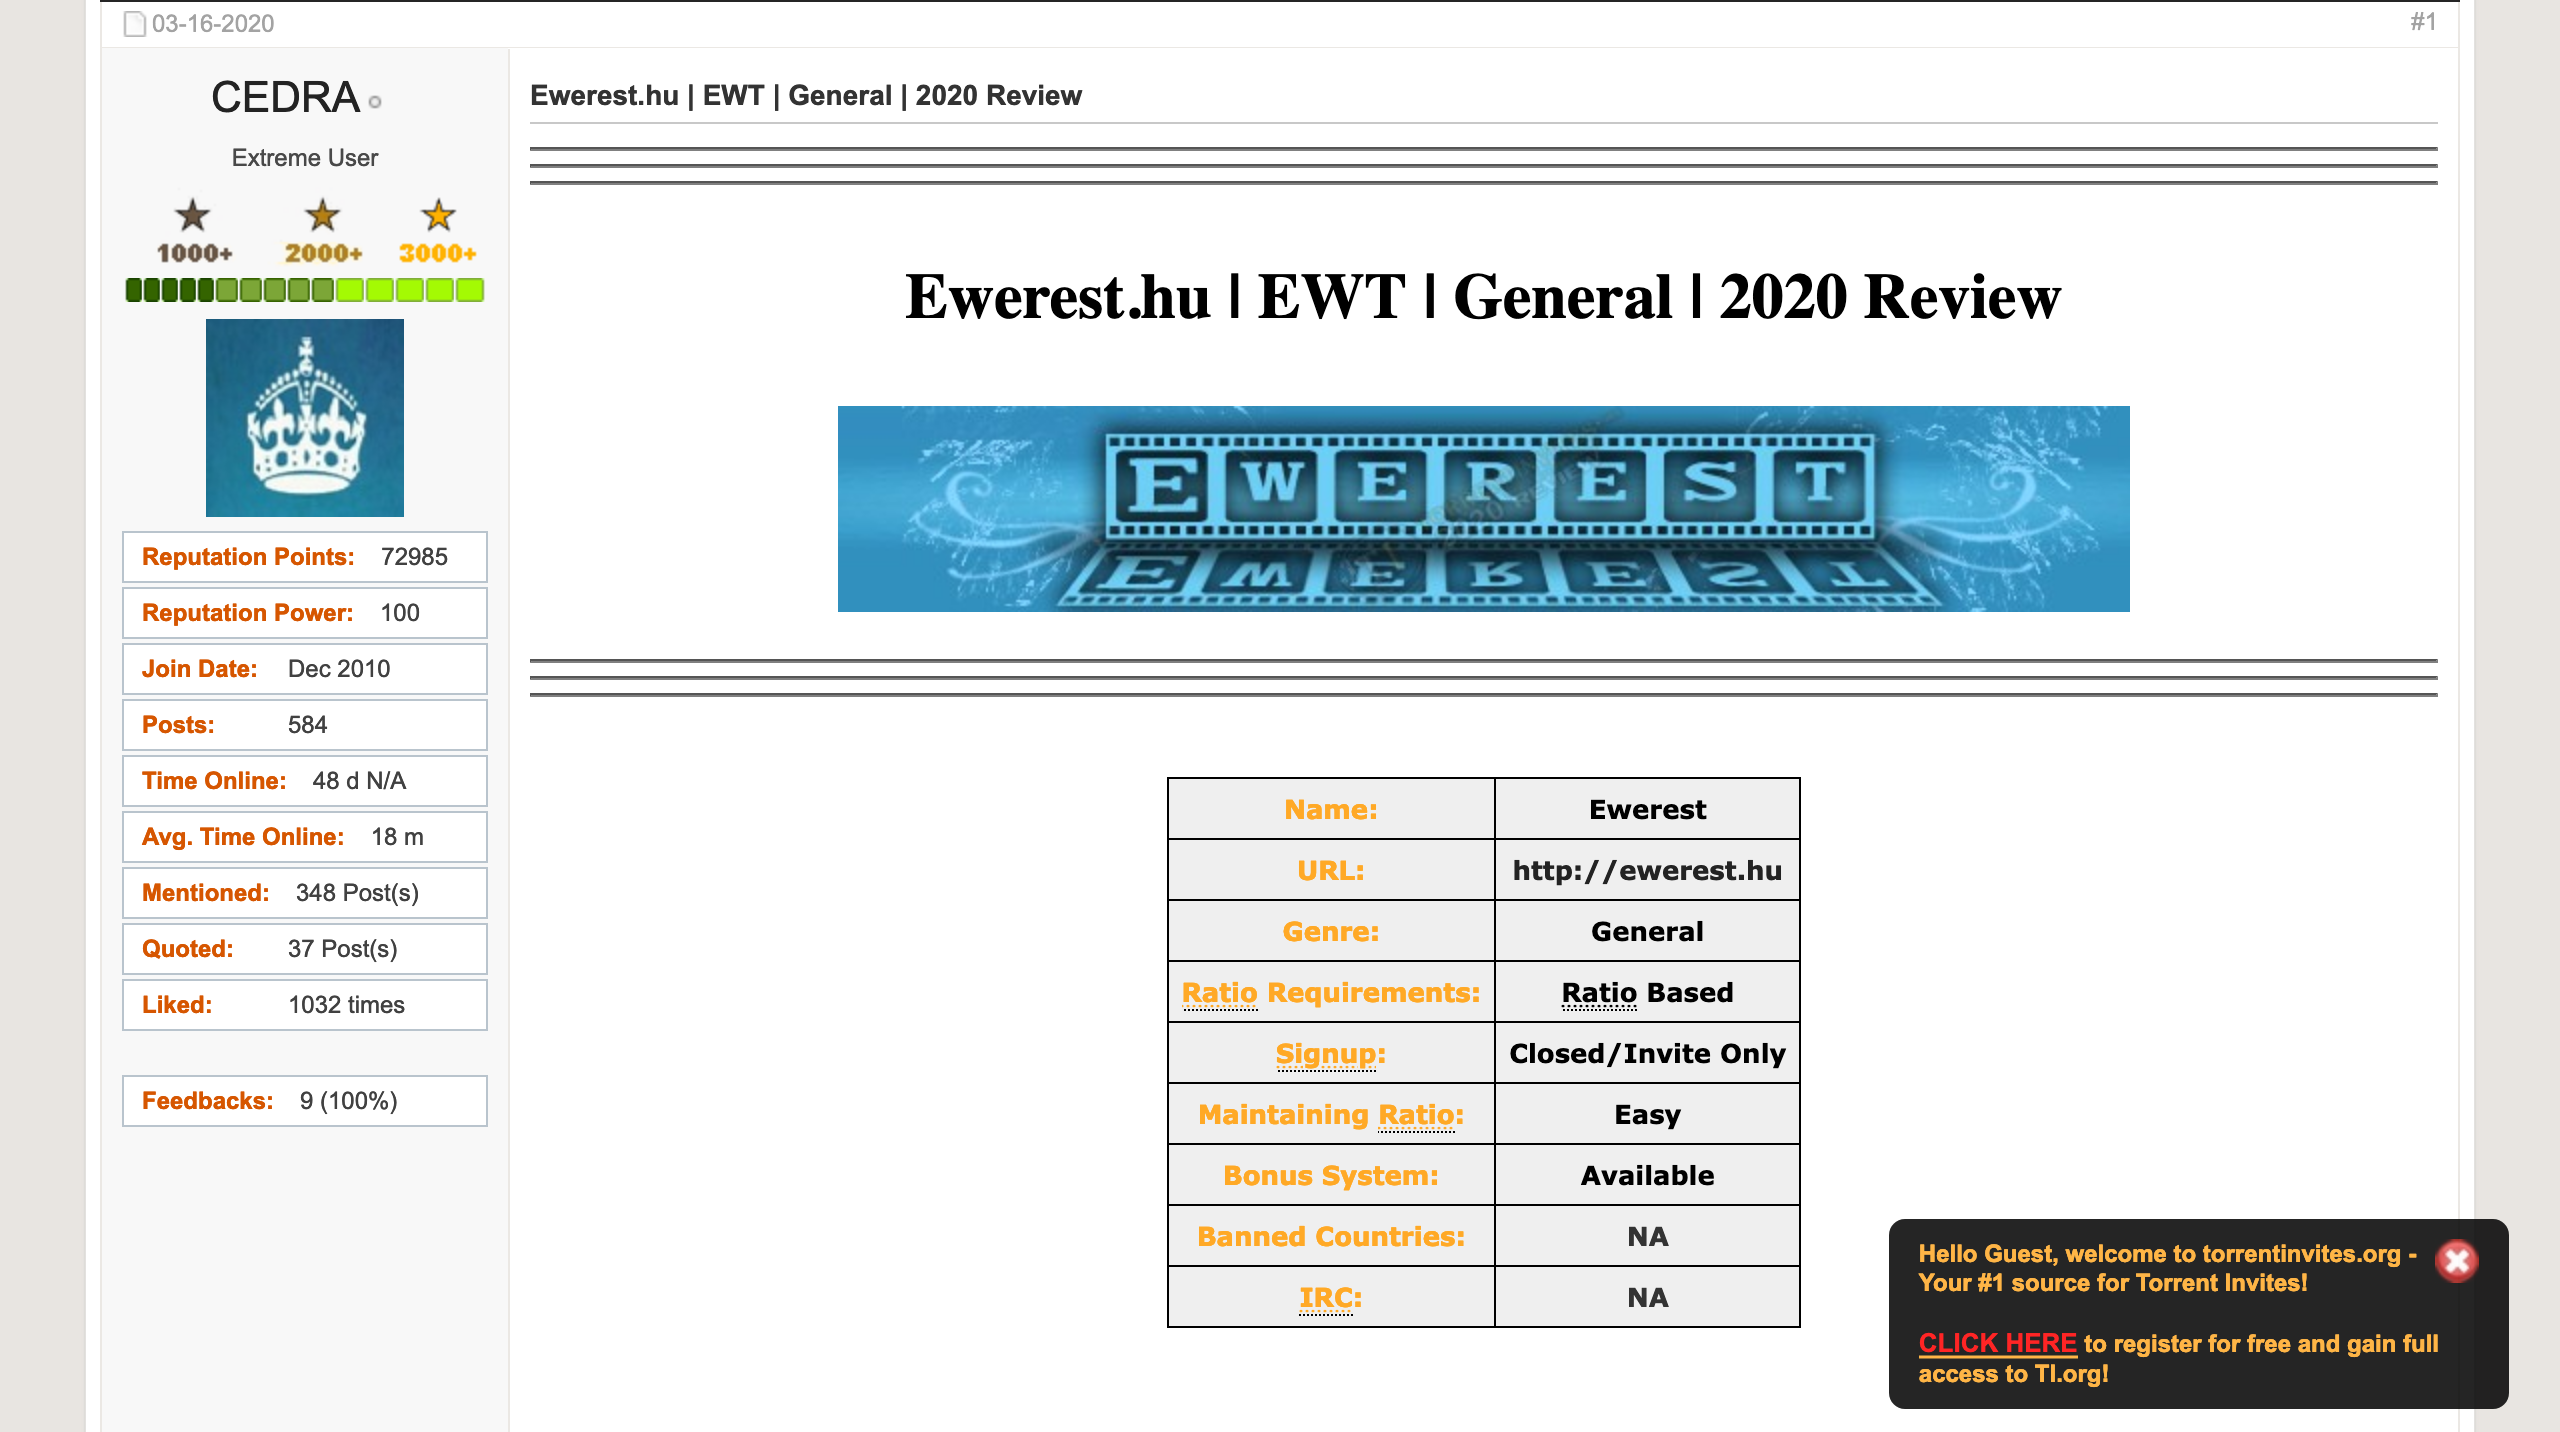 03-16-2020
#1
CEDRA
Extreme User
1000+ 2000+ 3000+
Reputation Points: 72985
Reputation Power: 100
Join Date: Dec 2010
Posts: 584
Time Online: 48 d N/A
Avg. Time Online: 18 m
Mentioned: 348 Post(s)
Quoted: 37 Post(s)
Liked: 1032 times
Feedbacks: 9 (100%)
Ewerest.hu | EWT | General | 2020 Review
Ewerest.hu | EWT | General | 2020 Review
EWEREST
Name: Ewerest
URL: http://ewerest.hu
Genre: General
Ratio Requirements: Ratio Based
Signup: Closed/Invite Only
Maintaining Ratio: Easy
Bonus System: Available
Banned Countries: NA
IRC: NA
Hello Guest, welcome to torrentinvites.org -
Your #1 source for Torrent Invites!
CLICK HERE to register for free and gain full
access to TI.org!